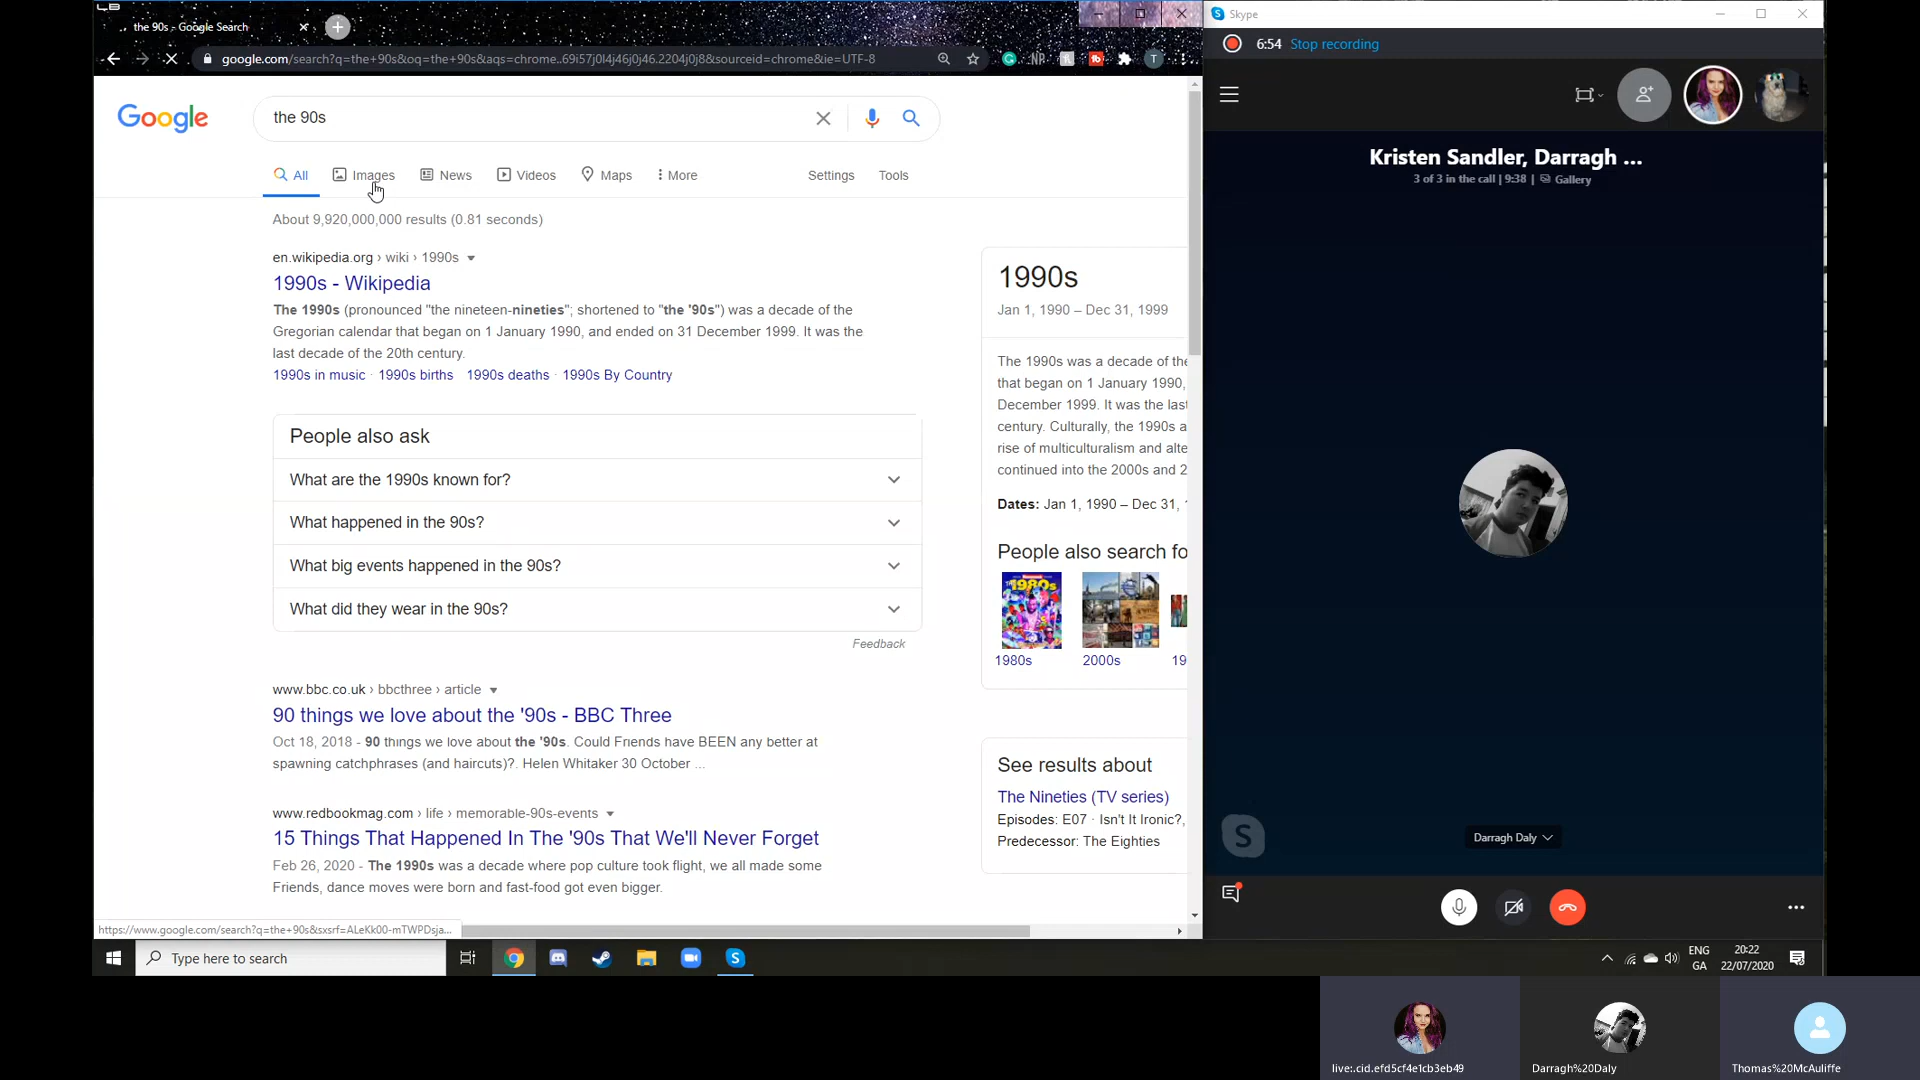 the 90s - Google Search
google.com/search?q=the+90s&oq=the+90s&aqs=chrome..69i57j0l4j46j0j46.2204j0j8&sourceid=chrome&ie=UTF-8
T
Google
the 90s
All
Images
News
Videos
Maps
More
Settings
Tools
About 9,920,000,000 results (0.81 seconds)
en.wikipedia.org › wiki › 1990s
1990s - Wikipedia
The 1990s (pronounced "the nineteen-nineties"; shortened to "the '90s") was a decade of the
Gregorian calendar that began on 1 January 1990, and ended on 31 December 1999. It was the
last decade of the 20th century.
1990s in music · 1990s births · 1990s deaths · 1990s By Country
People also ask
What are the 1990s known for?
What happened in the 90s?
What big events happened in the 90s?
What did they wear in the 90s?
Feedback
www.bbc.co.uk › bbcthree › article
90 things we love about the '90s - BBC Three
Oct 18, 2018 - 90 things we love about the '90s. Could Friends have BEEN any better at
spawning catchphrases (and haircuts)?. Helen Whitaker 30 October ...
www.redbookmag.com › life › memorable-90s-events
15 Things That Happened In The '90s That We'll Never Forget
Feb 26, 2020 - The 1990s was a decade where pop culture took flight, we all made some
Friends, dance moves were born and fast-food got even bigger.
https://www.google.com/search?q=the+90s&sxsrf=ALeKk00-mTWPDsja...
1990s
Jan 1, 1990 – Dec 31, 1999
The 1990s was a decade of the
that began on 1 January 1990,
December 1999. It was the last
century. Culturally, the 1990s a
rise of multiculturalism and alte
continued into the 2000s and 2
Dates: Jan 1, 1990 – Dec 31,
People also search fo
1980s
1980s
2000s
19
See results about
The Nineties (TV series)
Episodes: E07 · Isn't It Ironic?,
Predecessor: The Eighties
Skype
6:54 Stop recording
Kristen Sandler, Darragh ...
3 of 3 in the call | 9:38 | Gallery
S
Darragh Daly
Type here to search
ENG
GA
20:22
22/07/2020
live:.cid.efd5cf4e1cb3eb49
Darragh%20Daly
Thomas%20McAuliffe